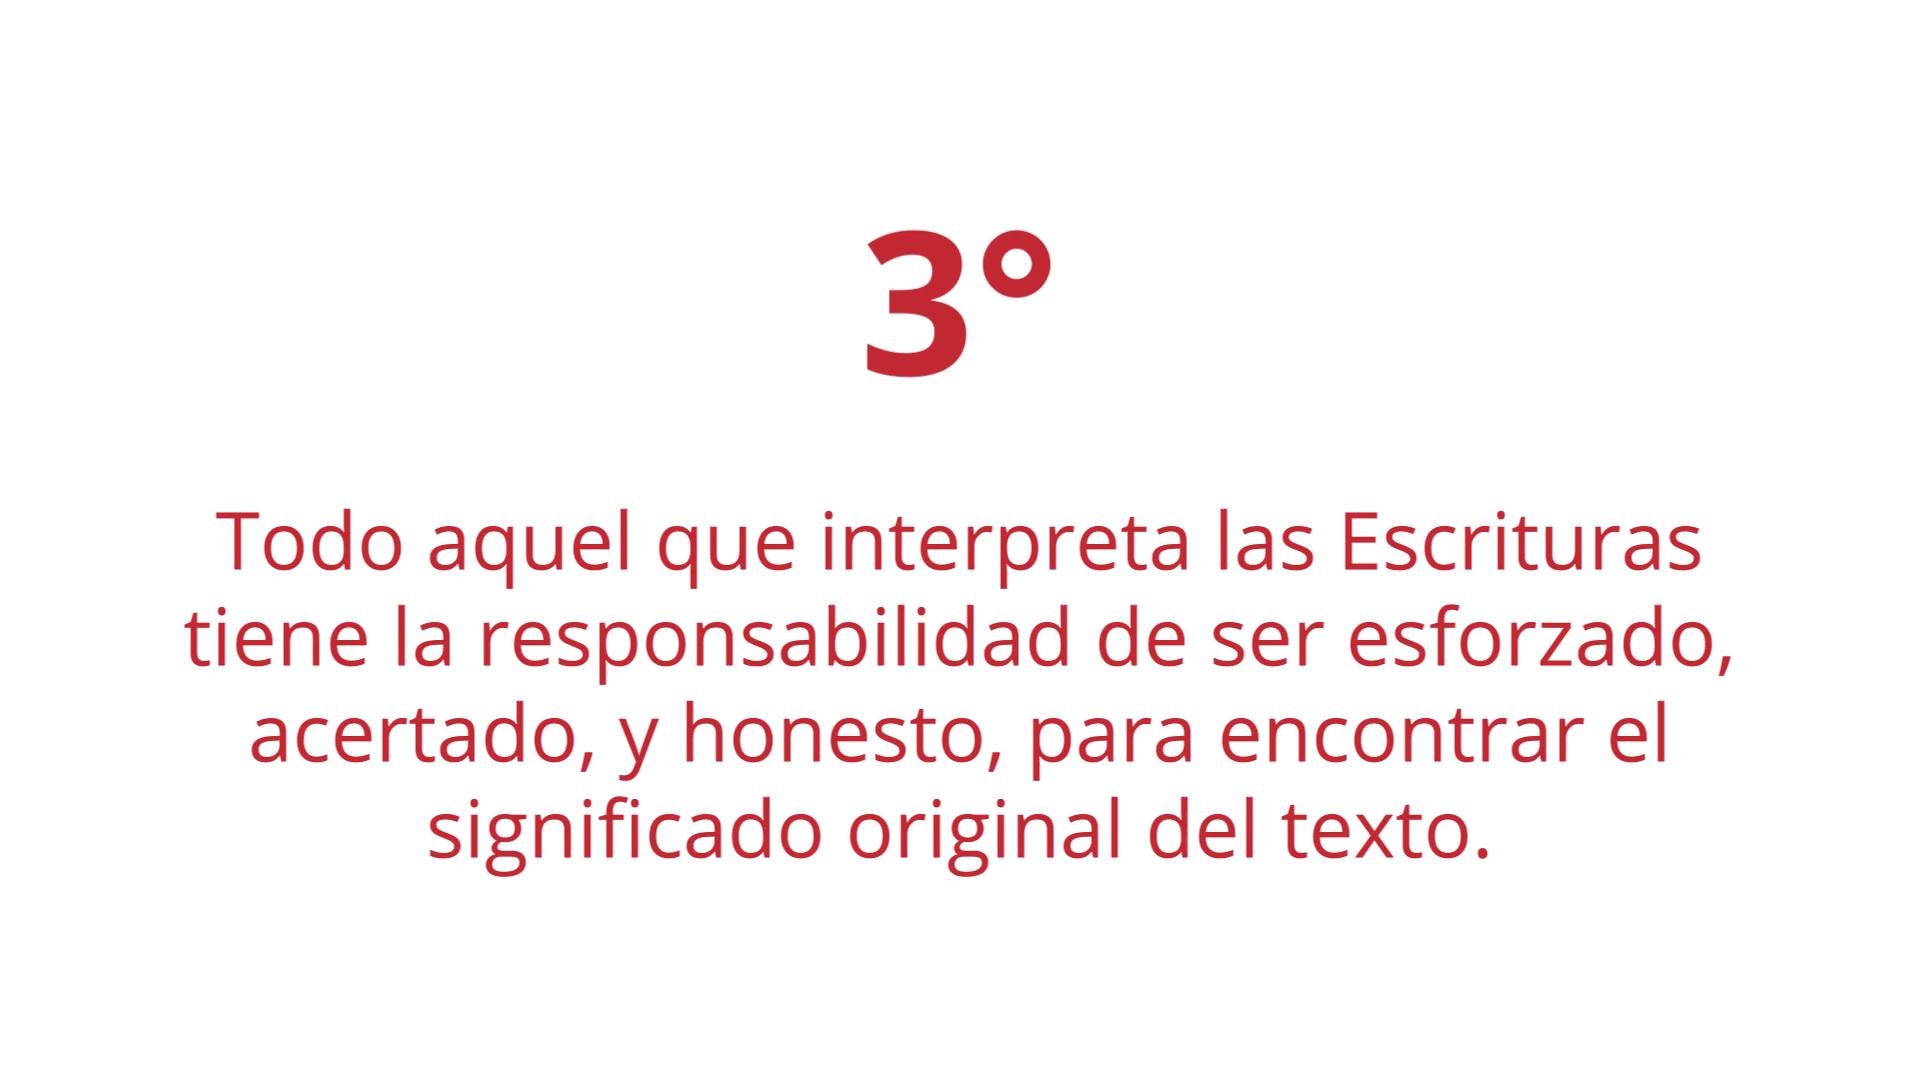 3°
Todo aquel que interpreta las Escrituras
tiene la responsabilidad de ser esforzado,
acertado, y honesto, para encontrar el
significado original del texto.